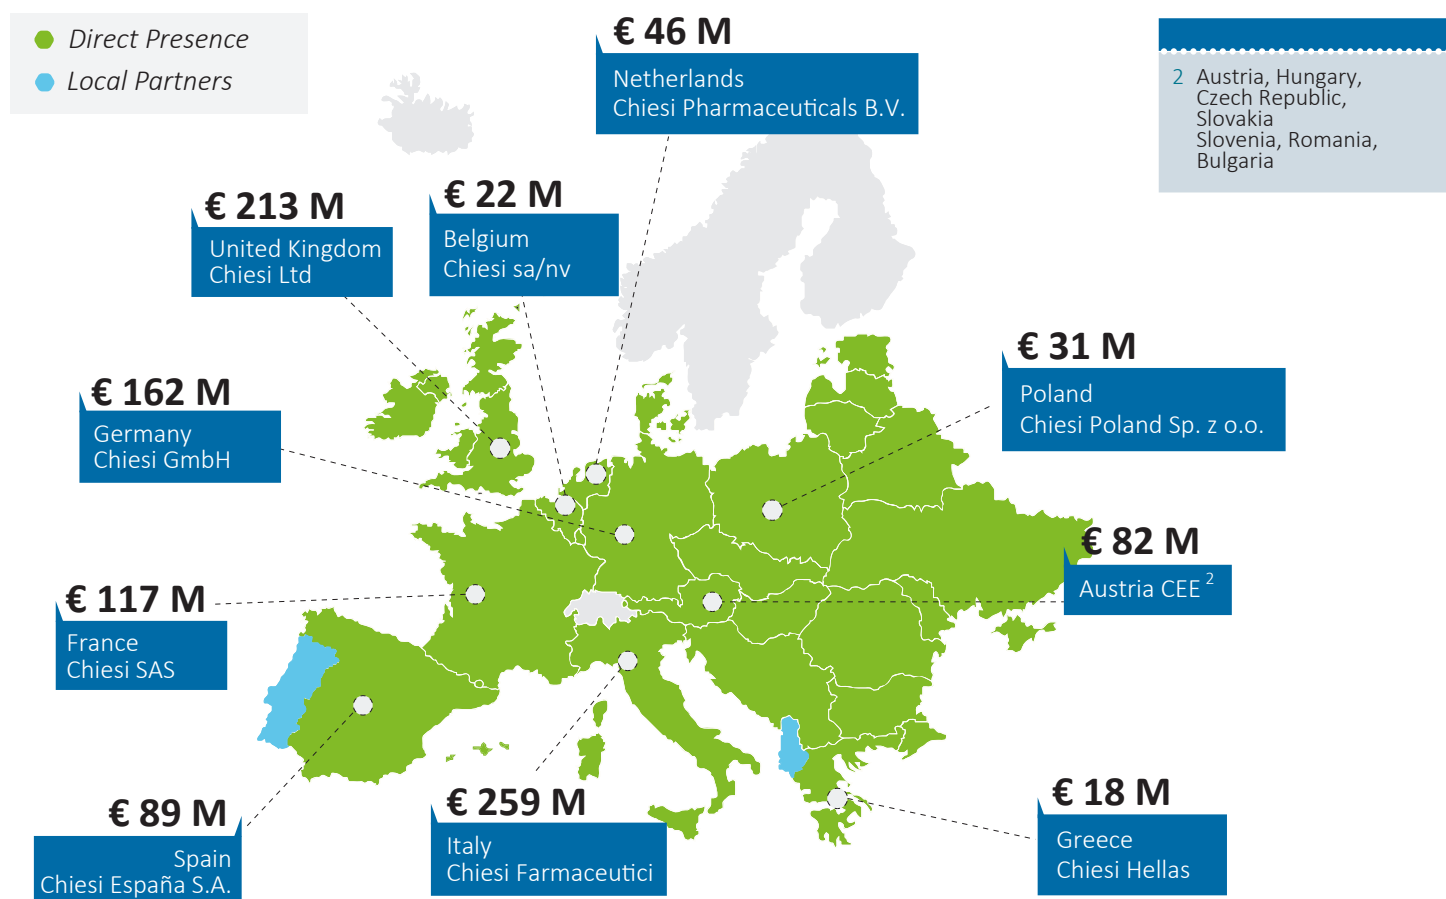 Direct Presence
Local Partners
€ 46 M
Netherlands
Chiesi Pharmaceuticals B.V.
2 Austria, Hungary,
Czech Republic,
Slovakia
Slovenia, Romania,
Bulgaria
€ 213 M
United Kingdom
Chiesi Ltd
€ 22 M
Belgium
Chiesi sa/nv
€ 31 M
Poland
Chiesi Poland Sp. z o.o.
€ 162 M
Germany
Chiesi GmbH
€ 82 M
Austria CEE 2
€ 117 M
France
Chiesi SAS
€ 89 M
Spain
Chiesi España S.A.
€ 259 M
Italy
Chiesi Farmaceutici
€ 18 M
Greece
Chiesi Hellas